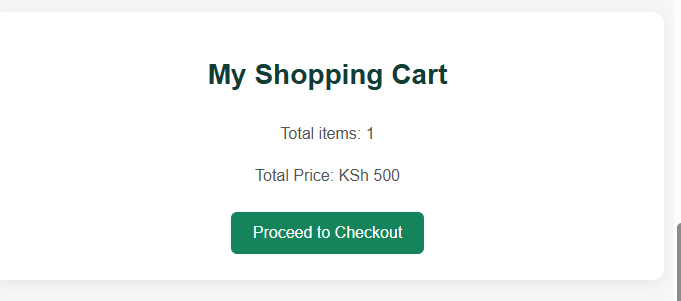 My Shopping Cart
Total items: 1
Total Price: KSh 500
Proceed to Checkout